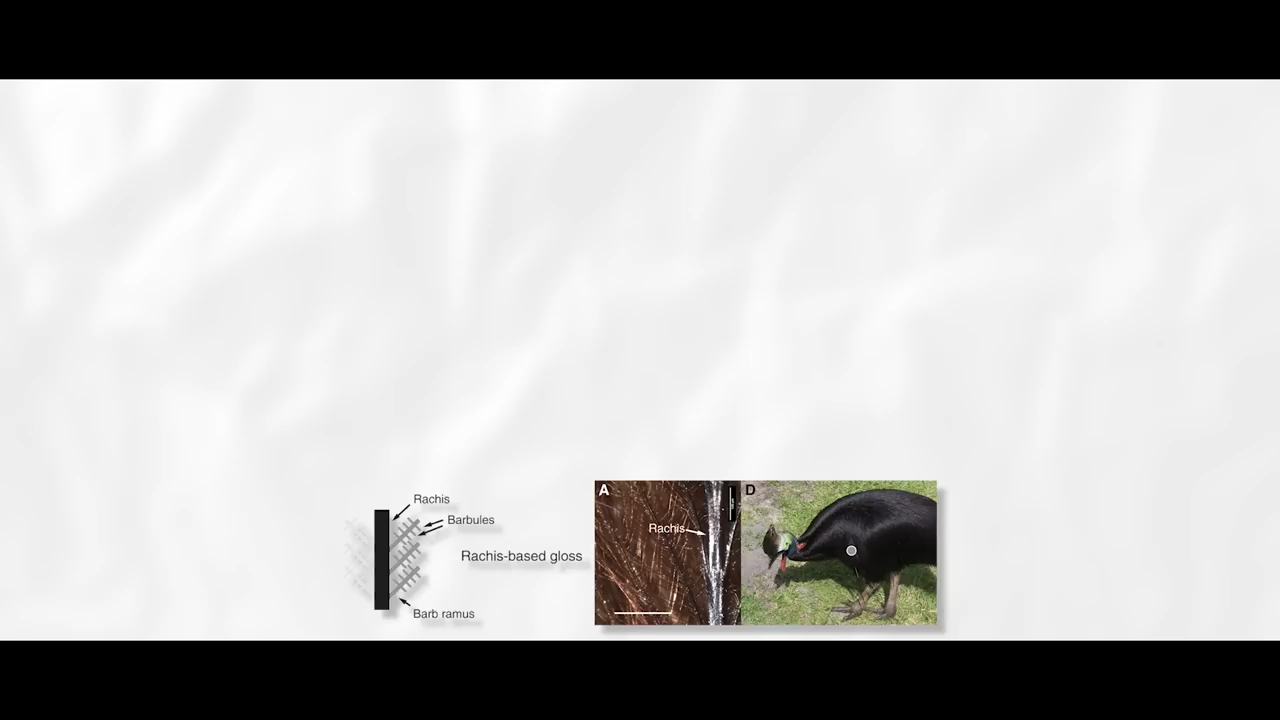 Rachis
Barbules
Rachis-based gloss
Barb ramus
A
Rachis
D